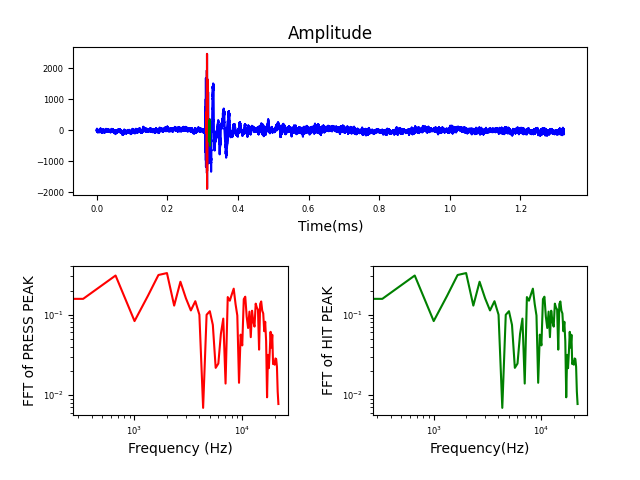 Amplitude
2000
1000
0
−1000
−2000
0.0 0.2 0.4 0.6 0.8 1.0 1.2
Time(ms)
FFT of PRESS PEAK
10⁻¹
10⁻²
10³ 10⁴
Frequency (Hz)
FFT of HIT PEAK
10⁻¹
10⁻²
10³ 10⁴
Frequency(Hz)